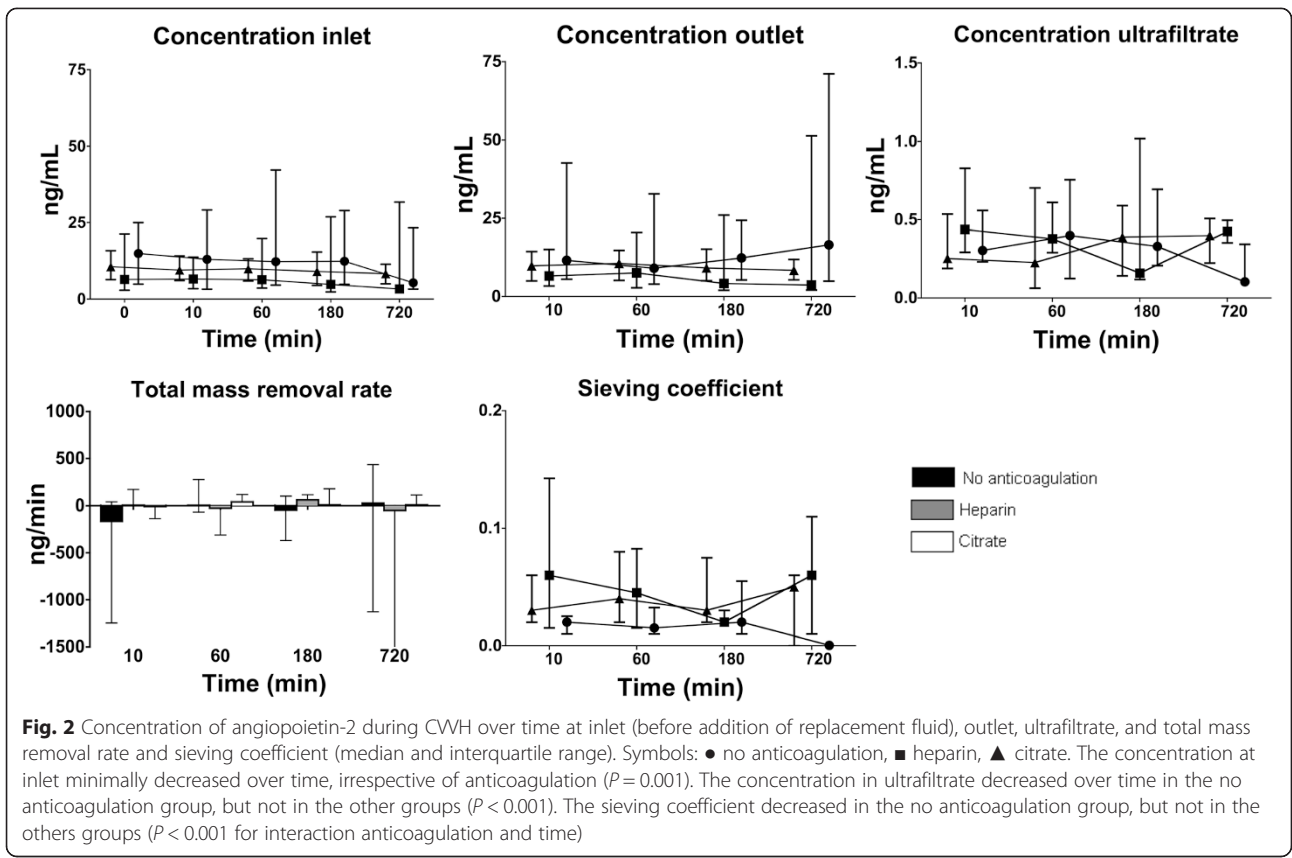 Concentration inlet
75
50
25
0
ng/mL
0 10 60 180 720
Time (min)
Concentration outlet
75
50
25
0
ng/mL
10 60 180 720
Time (min)
Concentration ultrafiltrate
1.5
1.0
0.5
0.0
ng/mL
10 60 180 720
Time (min)
Total mass removal rate
1000
500
0
-500
-1000
-1500
ng/min
10 60 180 720
Time (min)
Sieving coefficient
0.2
0.1
0.0
10 60 180 720
Time (min)
No anticoagulation
Heparin
Citrate
Fig. 2 Concentration of angiopoietin-2 during CVVH over time at inlet (before addition of replacement fluid), outlet, ultrafiltrate, and total mass
removal rate and sieving coefficient (median and interquartile range). Symbols: ● no anticoagulation, ■ heparin, ▲ citrate. The concentration at
inlet minimally decreased over time, irrespective of anticoagulation (P = 0.001). The concentration in ultrafiltrate decreased over time in the no
anticoagulation group, but not in the other groups (P < 0.001). The sieving coefficient decreased in the no anticoagulation group, but not in the
others groups (P < 0.001 for interaction anticoagulation and time)